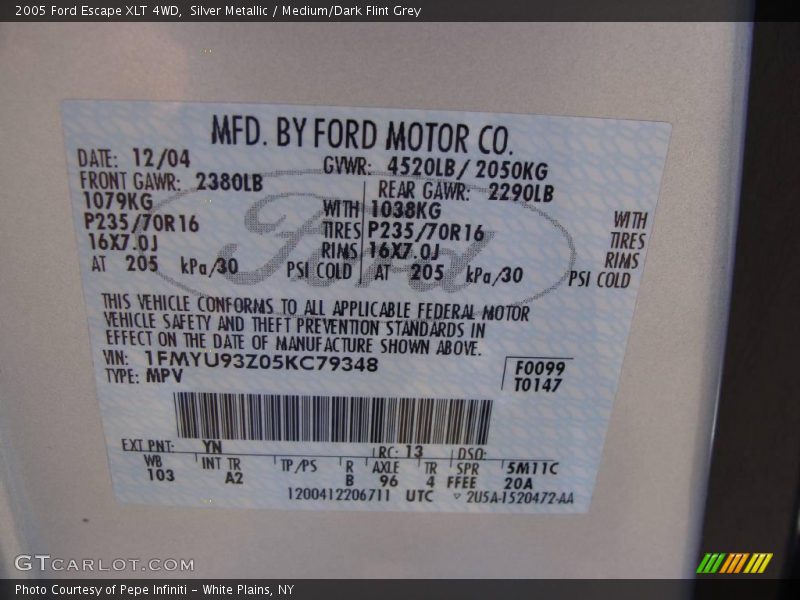 2005 Ford Escape XLT 4WD, Silver Metallic / Medium/Dark Flint Grey
MFD. BY FORD MOTOR CO.
DATE: 12/04 GVWR: 4520LB/ 2050KG
FRONT GAWR: 2380LB REAR GAWR: 2290LB
1079KG WITH 1038KG WITH
P235/70R16 TIRES P235/70R16 TIRES
16X7.0J RIMS 16X7.0J RIMS
AT 205 kPa/30 PSI COLD AT 205 kPa/30 PSI COLD
Ford
THIS VEHICLE CONFORMS TO ALL APPLICABLE FEDERAL MOTOR
VEHICLE SAFETY AND THEFT PREVENTION STANDARDS IN
EFFECT ON THE DATE OF MANUFACTURE SHOWN ABOVE.
VIN: 1FMYU93Z05KC79348 F0099
TYPE: MPV T0147
EXT PNT: YN RC: 13 DSO:
WB INT TR TP/PS R AXLE TR SPR 5M11C
103 A2 B 96 4 FFEE 20A
1200412206711 UTC ▽ 2U5A-1520472-AA
GTCARLOT.COM
Photo Courtesy of Pepe Infiniti - White Plains, NY